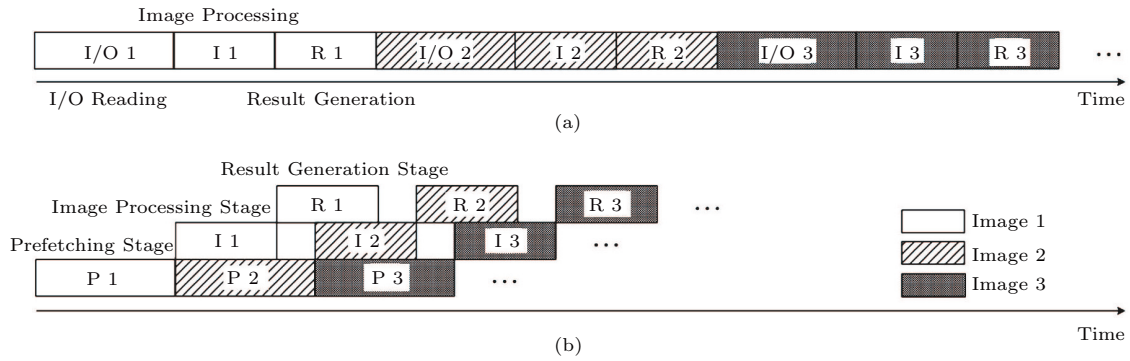 Image Processing
I/O 1 I 1 R 1 I/O 2 I 2 R 2 I/O 3 I 3 R 3 ...
I/O Reading Result Generation Time
(a)
Result Generation Stage
Image Processing Stage R 1 R 2 R 3 ...
Prefetching Stage I 1 I 2 I 3 ... Image 1
P 1 P 2 P 3 ... Image 2
Image 3
Time
(b)